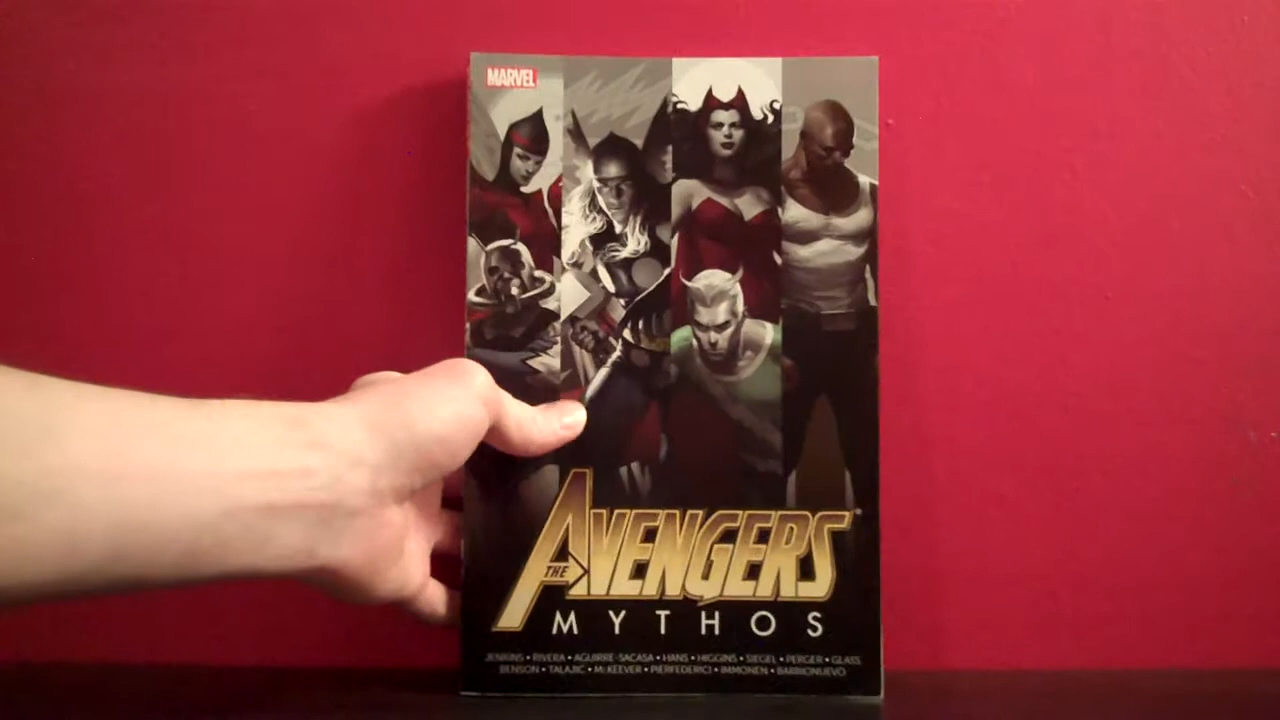 MARVEL
THE AVENGERS
MYTHOS
JENKINS • RIVERA • AGUIRRE-SACASA • HANS • HIGGINS • SIEGEL • PERGER • GLASS
BENSON • TALAJIC • McKEEVER • PIERFEDERICI • IMMONEN • BARRIONUEVO